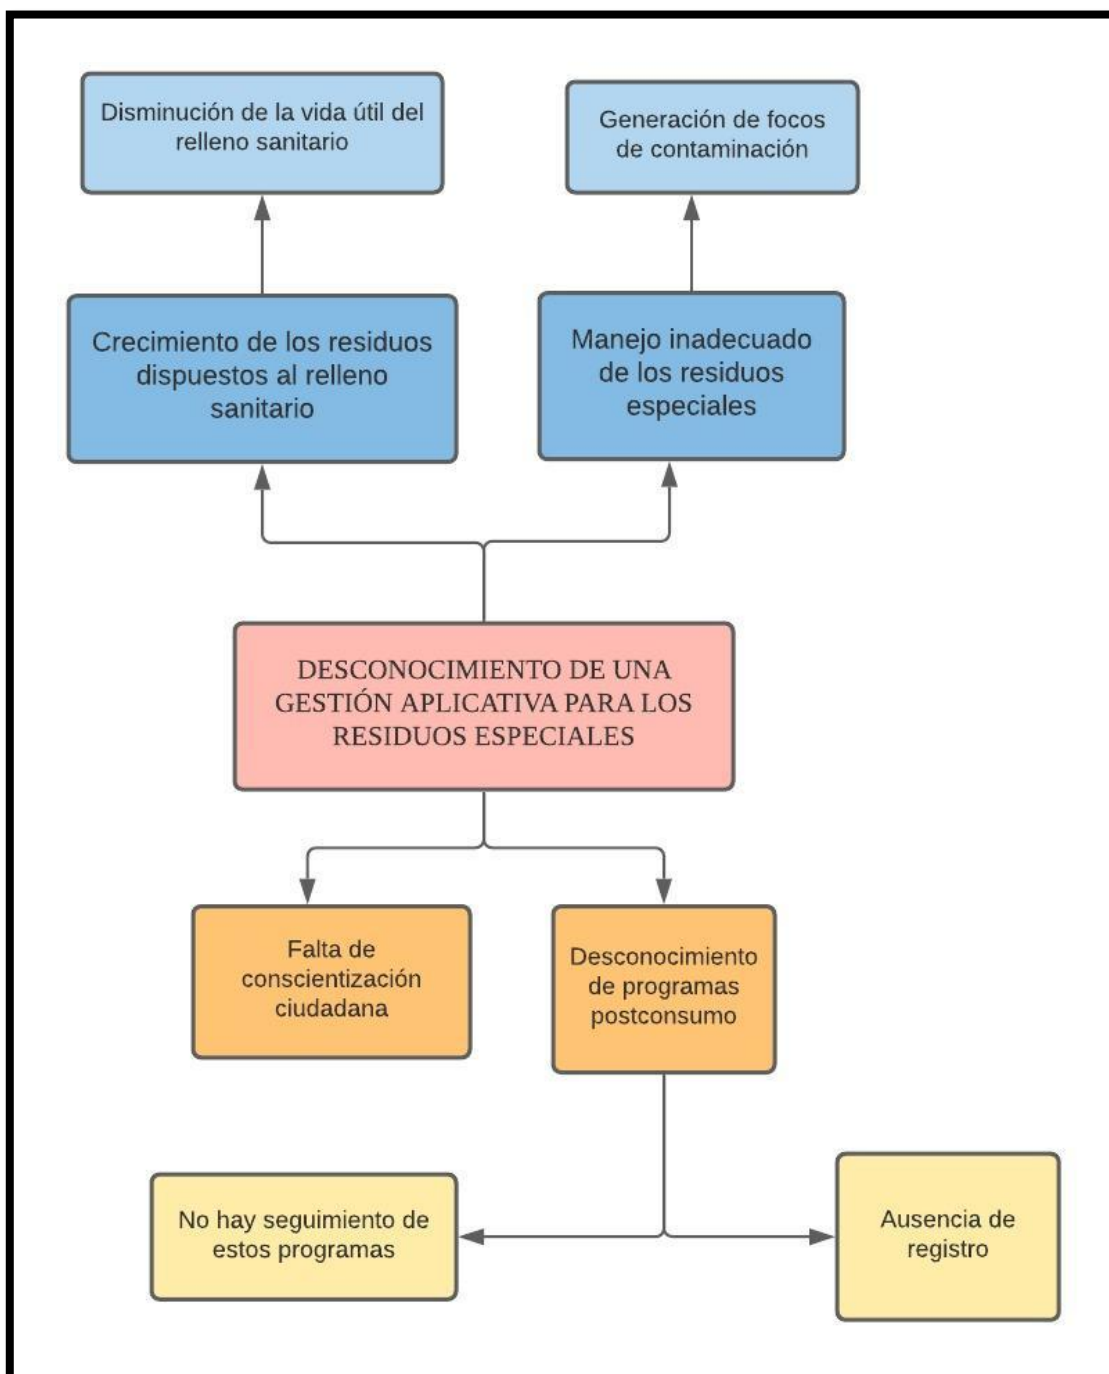 Disminución de la vida útil del
relleno sanitario
Generación de focos
de contaminación
Crecimiento de los residuos
dispuestos al relleno
sanitario
Manejo inadecuado
de los residuos
especiales
DESCONOCIMIENTO DE UNA
GESTIÓN APLICATIVA PARA LOS
RESIDUOS ESPECIALES
Falta de
conscientización
ciudadana
Desconocimiento
de programas
postconsumo
No hay seguimiento de
estos programas
Ausencia de
registro